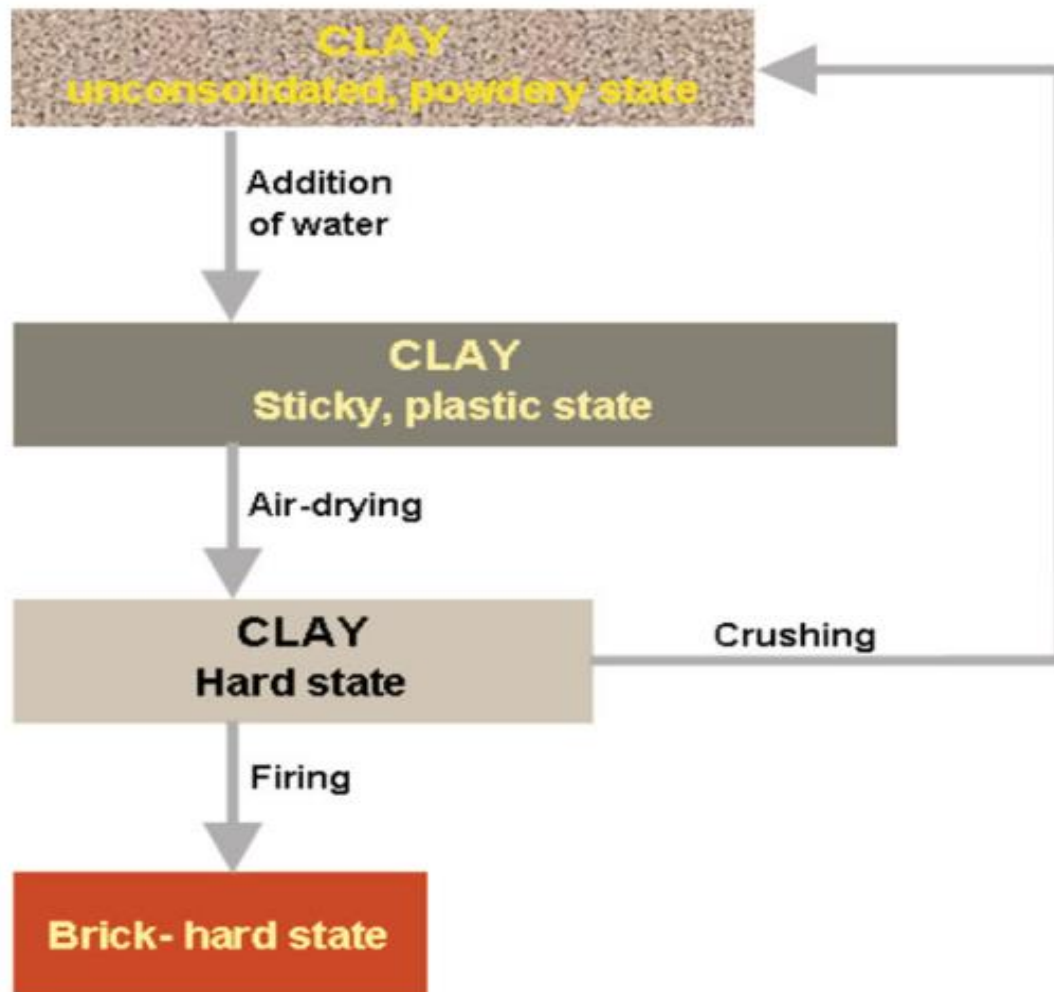 CLAY
unconsolidated, powdery state
Addition
of water
CLAY
Sticky, plastic state
Air-drying
CLAY
Hard state
Crushing
Firing
Brick- hard state